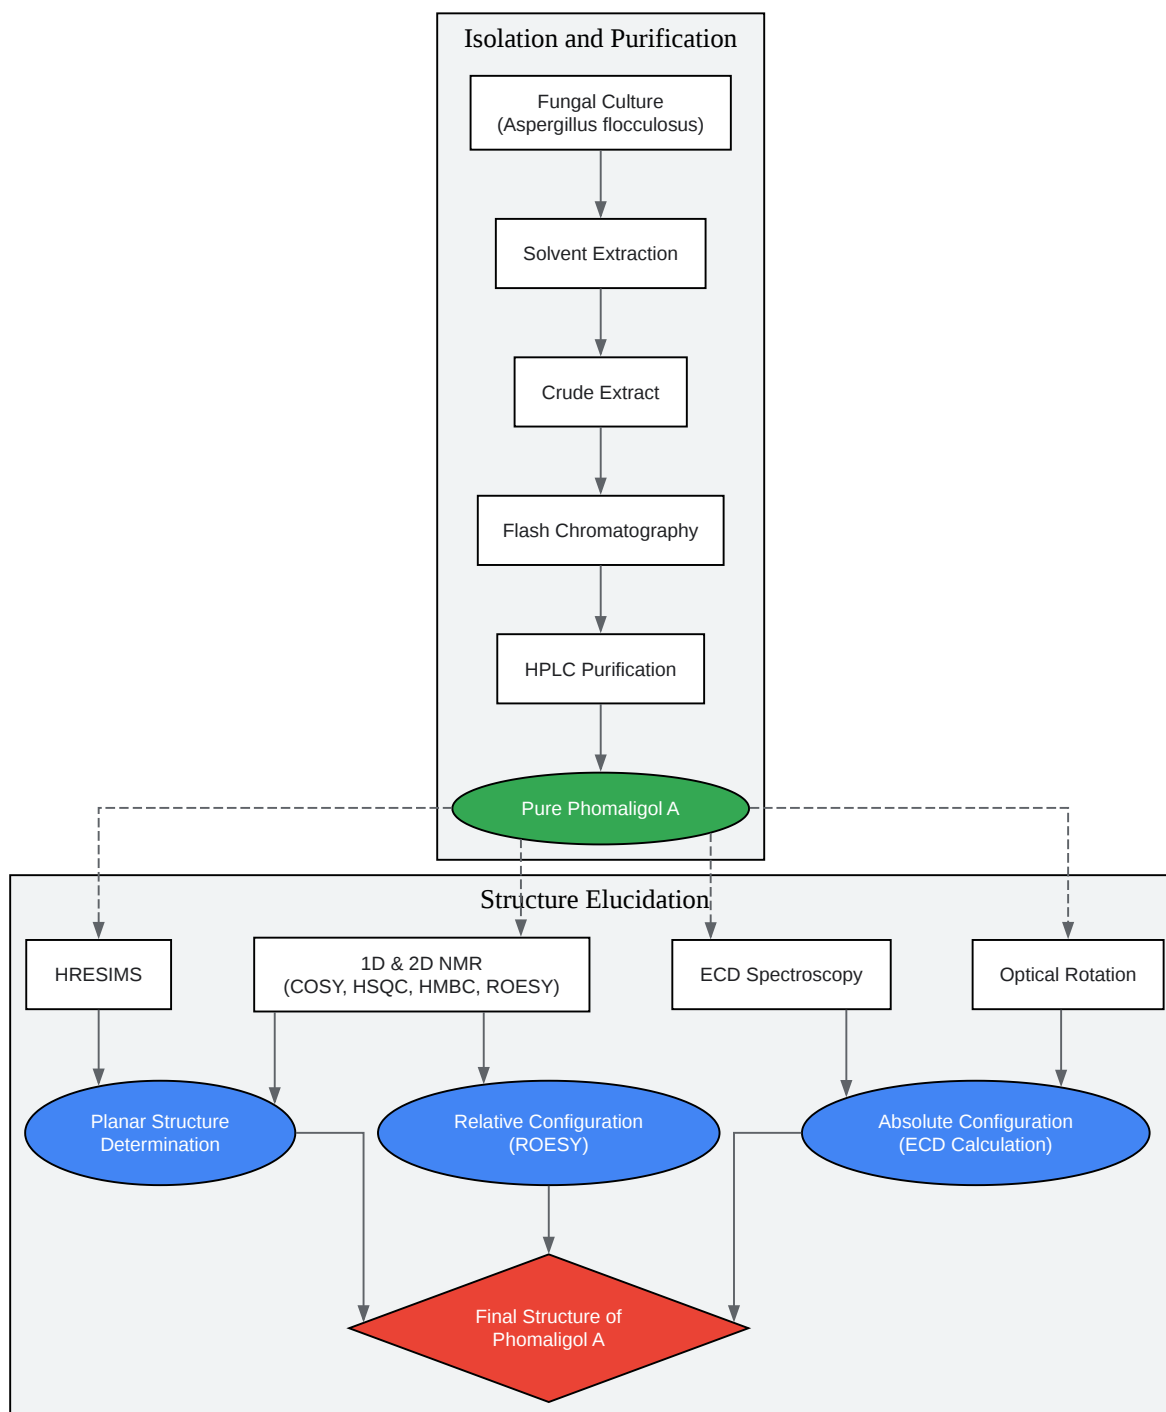 Isolation and Purification
Fungal Culture
(Aspergillus flocculosus)
Solvent Extraction
Crude Extract
Flash Chromatography
HPLC Purification
Pure Phomaligol A
Structure Elucidation
HRESIMS
1D & 2D NMR
(COSY, HSQC, HMBC, ROESY)
ECD Spectroscopy
Optical Rotation
Planar Structure
Determination
Relative Configuration
(ROESY)
Absolute Configuration
(ECD Calculation)
Final Structure of
Phomaligol A